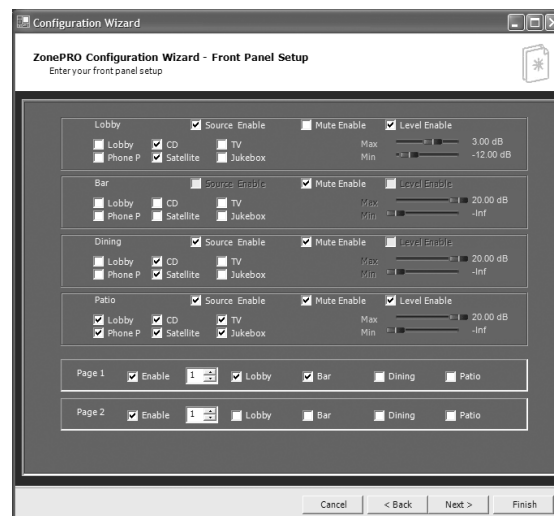 Configuration Wizard
ZonePRO Configuration Wizard - Front Panel Setup
Enter your front panel setup
Lobby Source Enable Mute Enable Level Enable
Lobby CD TV Max 3.00 dB
Phone P Satellite Jukebox Min -12.00 dB
Bar Source Enable Mute Enable Level Enable
Lobby CD TV Max 20.00 dB
Phone P Satellite Jukebox Min -Inf
Dining Source Enable Mute Enable Level Enable
Lobby CD TV Max 20.00 dB
Phone P Satellite Jukebox Min -Inf
Patio Source Enable Mute Enable Level Enable
Lobby CD TV Max 20.00 dB
Phone P Satellite Jukebox Min -Inf
Page 1 Enable 1 Lobby Bar Dining Patio
Page 2 Enable 1 Lobby Bar Dining Patio
Cancel < Back Next > Finish